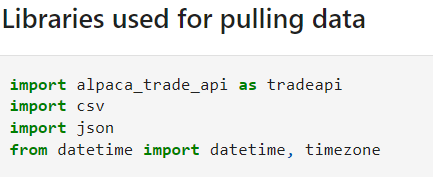 Libraries used for pulling data
import alpaca_trade_api as tradeapi
import csv
import json
from datetime import datetime, timezone